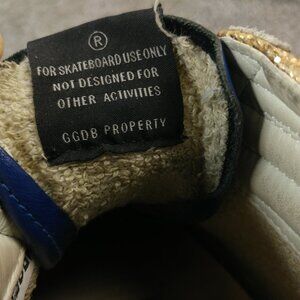 ®
FOR SKATEBOARD USE ONLY
NOT DESIGNED FOR
OTHER ACTIVITIES
GGDB PROPERTY